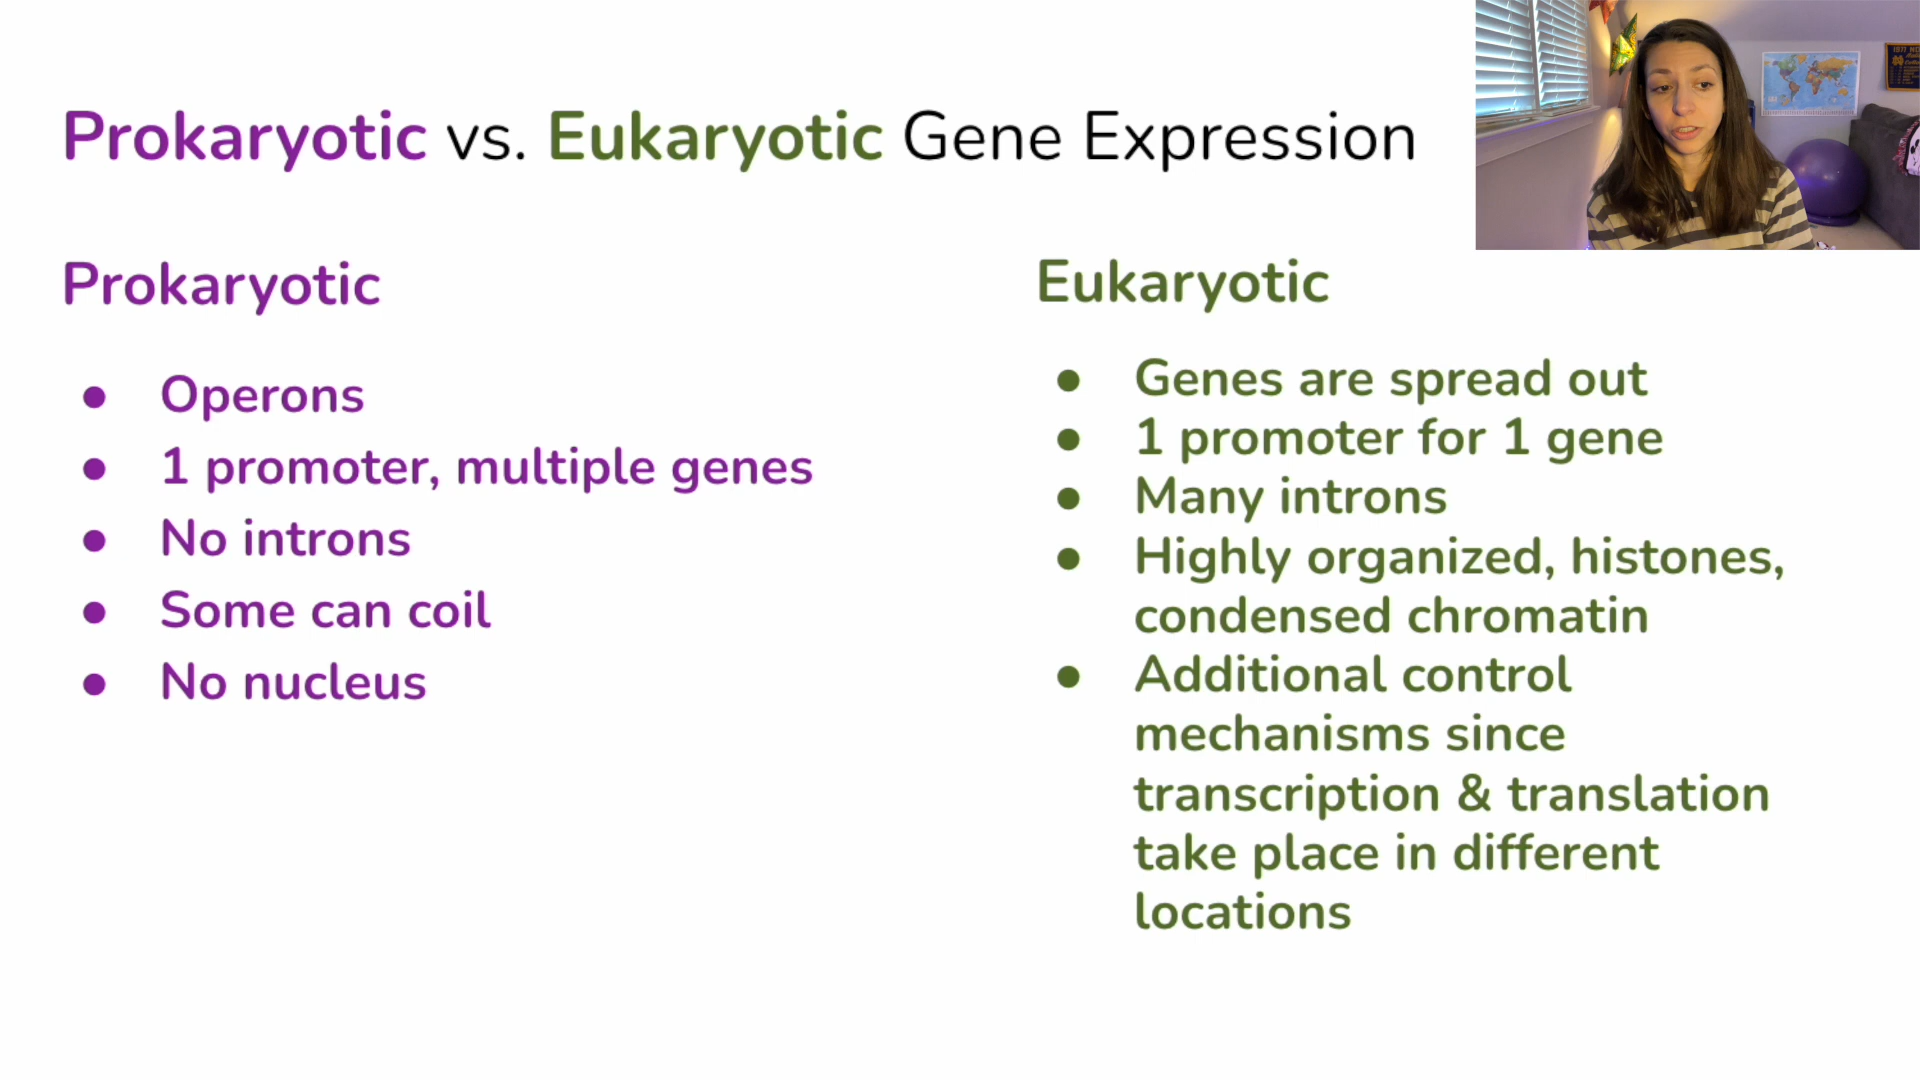 Prokaryotic vs. Eukaryotic Gene Expression
Prokaryotic
● Operons
● 1 promoter, multiple genes
● No introns
● Some can coil
● No nucleus
Eukaryotic
● Genes are spread out
● 1 promoter for 1 gene
● Many introns
● Highly organized, histones,
condensed chromatin
● Additional control
mechanisms since
transcription & translation
take place in different
locations